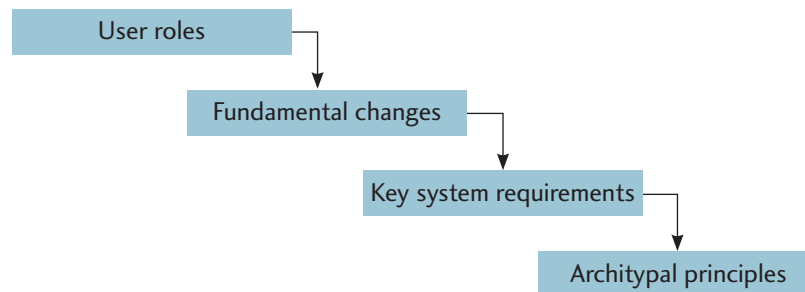 User roles
Fundamental changes
Key system requirements
Architypal principles